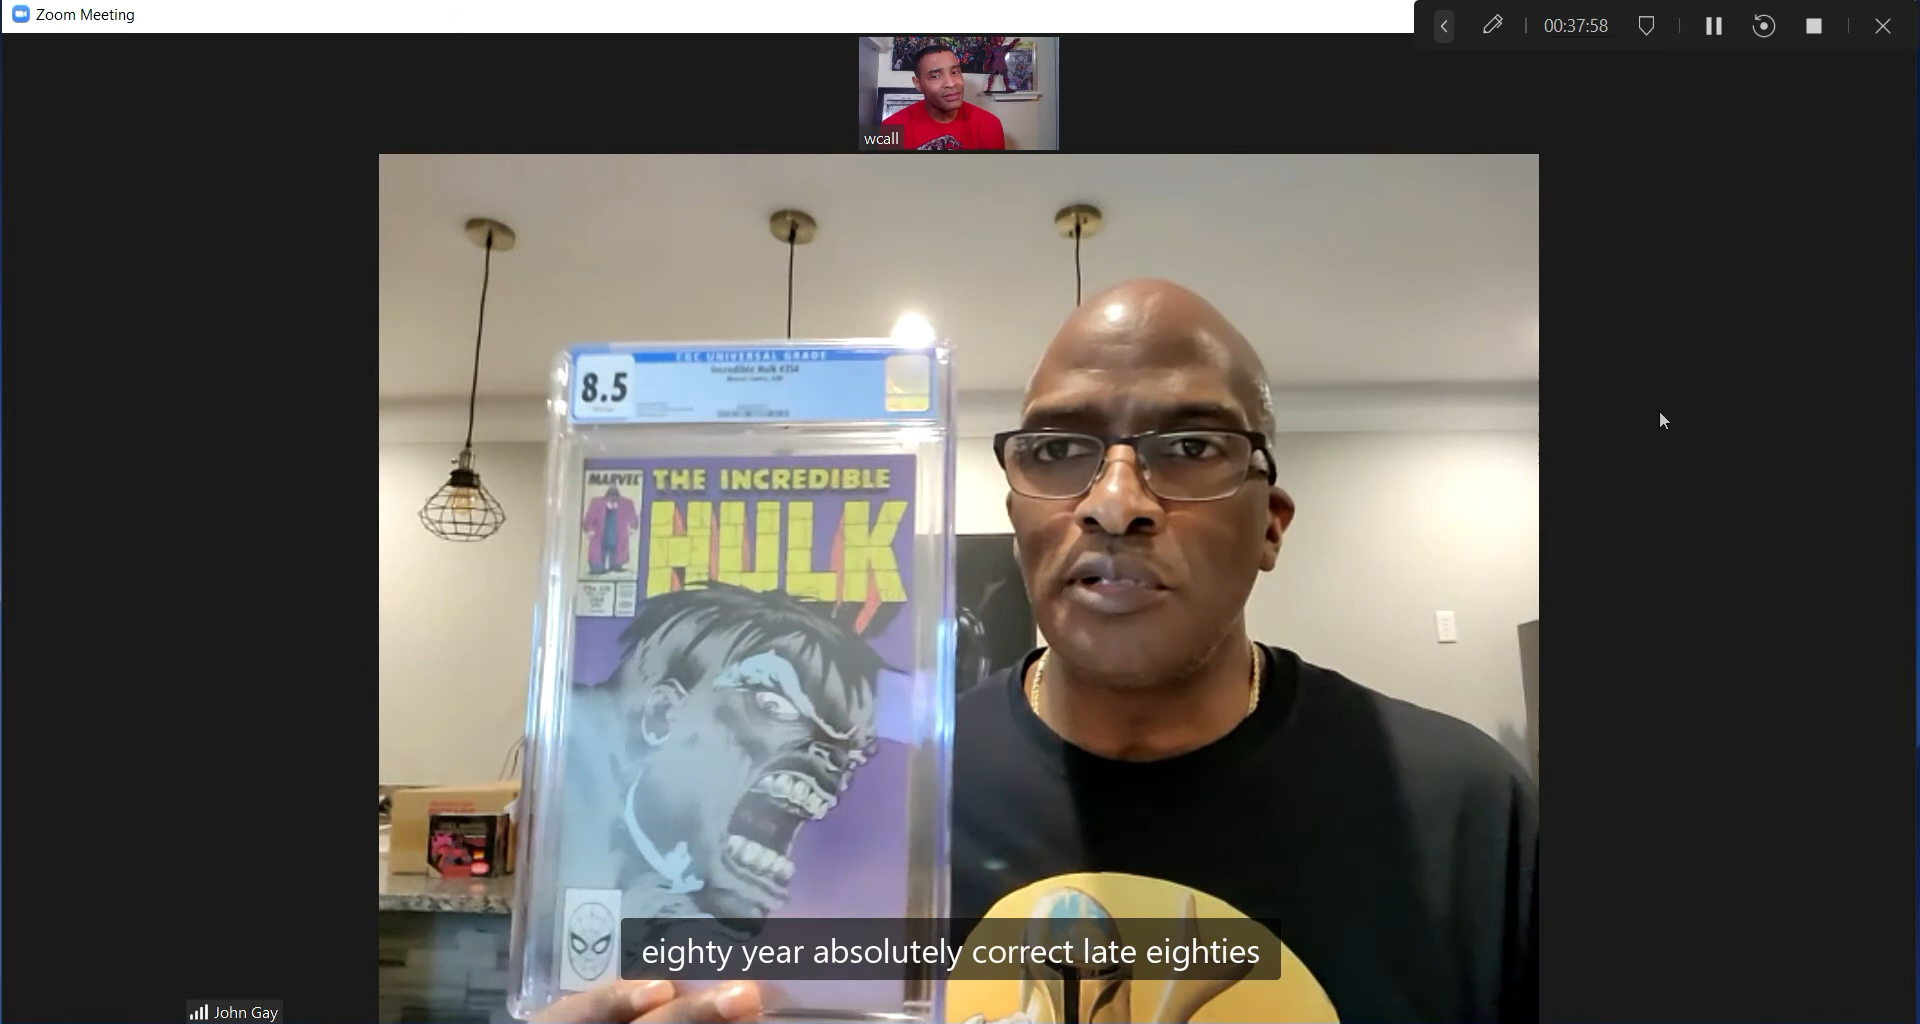 Zoom Meeting
00:37:58
wcall
CGC UNIVERSAL GRADE
8.5
Incredible Hulk #354
MARVEL
THE INCREDIBLE
HULK
eighty year absolutely correct late eighties
John Gay